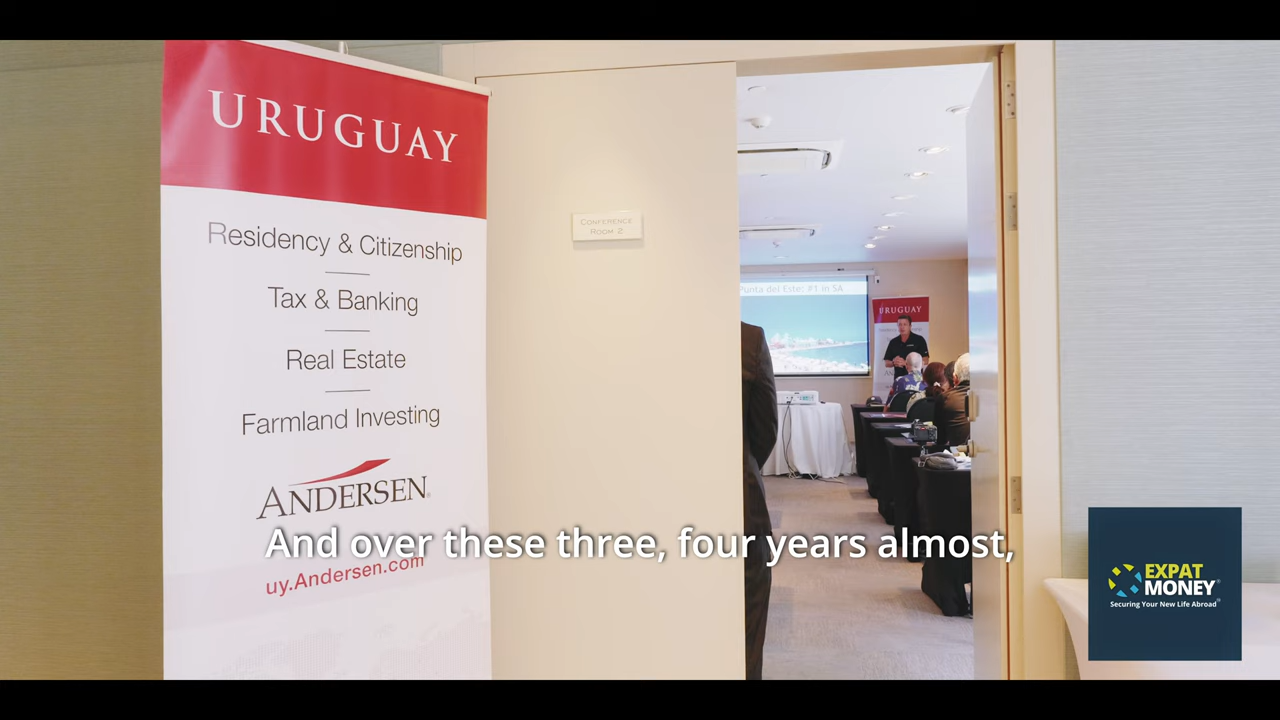 URUGUAY
Residency & Citizenship
Tax & Banking
Real Estate
Farmland Investing
ANDERSEN®
uy.Andersen.com
CONFERENCE
ROOM 2
Punta del Este: #1 in SA
URUGUAY
And over these three, four years almost,
EXPAT
MONEY®
Securing Your New Life Abroad